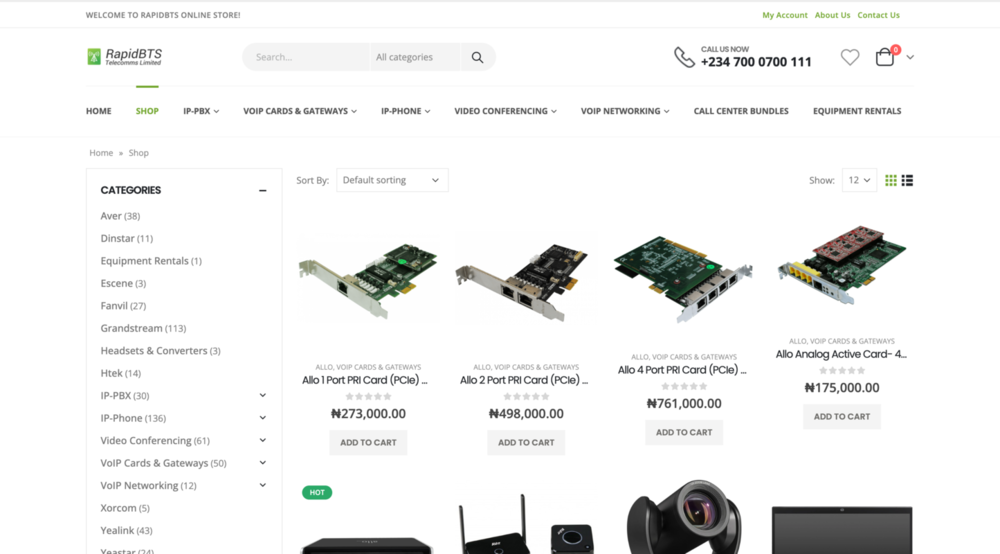 WELCOME TO RAPIDBTS ONLINE STORE!
My Account About Us Contact Us
RapidBTS
Telecomms Limited
Search...
All categories
CALL US NOW
+234 700 0700 111
0
HOME SHOP IP-PBX VOIP CARDS & GATEWAYS IP-PHONE VIDEO CONFERENCING VOIP NETWORKING CALL CENTER BUNDLES EQUIPMENT RENTALS
Home » Shop
CATEGORIES
Aver (38)
Dinstar (11)
Equipment Rentals (1)
Escene (3)
Fanvil (27)
Grandstream (113)
Headsets & Converters (3)
Htek (14)
IP-PBX (30)
IP-Phone (136)
Video Conferencing (61)
VoIP Cards & Gateways (50)
VoIP Networking (12)
Xorcom (5)
Yealink (43)
Yeastar (24)
Sort By: Default sorting
Show: 12
ALLO, VOIP CARDS & GATEWAYS
Allo 1 Port PRI Card (PCIe) ...
₦273,000.00
ADD TO CART
ALLO, VOIP CARDS & GATEWAYS
Allo 2 Port PRI Card (PCIe) ...
₦498,000.00
ADD TO CART
ALLO, VOIP CARDS & GATEWAYS
Allo 4 Port PRI Card (PCIe) ...
₦761,000.00
ADD TO CART
ALLO, VOIP CARDS & GATEWAYS
Allo Analog Active Card- 4...
₦175,000.00
ADD TO CART
HOT